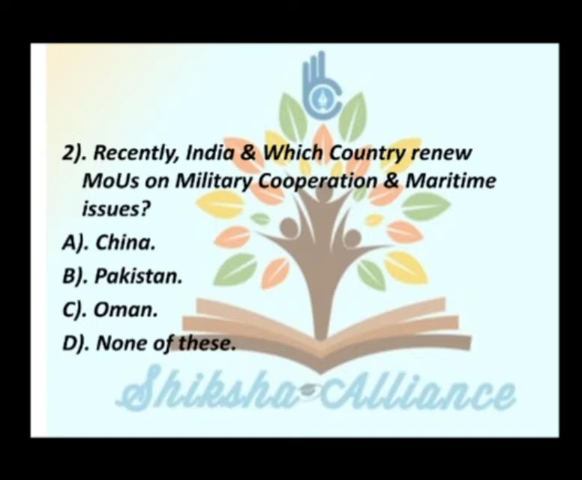 2). Recently, India & Which Country renew
MoUs on Military Cooperation & Maritime
issues?
A). China.
B). Pakistan.
C). Oman.
D). None of these.
Shiksha Alliance